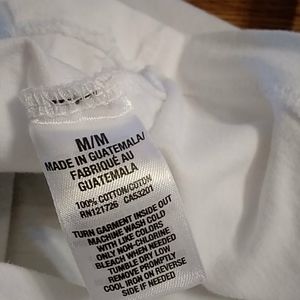 M/M
MADE IN GUATEMALA/
FABRIQUÉ AU
GUATEMALA
100% COTTON/COTON
RN121726 CA53201
TURN GARMENT INSIDE OUT
MACHINE WASH COLD
WITH LIKE COLORS
ONLY NON-CHLORINE
BLEACH WHEN NEEDED
TUMBLE DRY LOW
REMOVE PROMPTLY
COOL IRON ON REVERSE
SIDE IF NEEDED